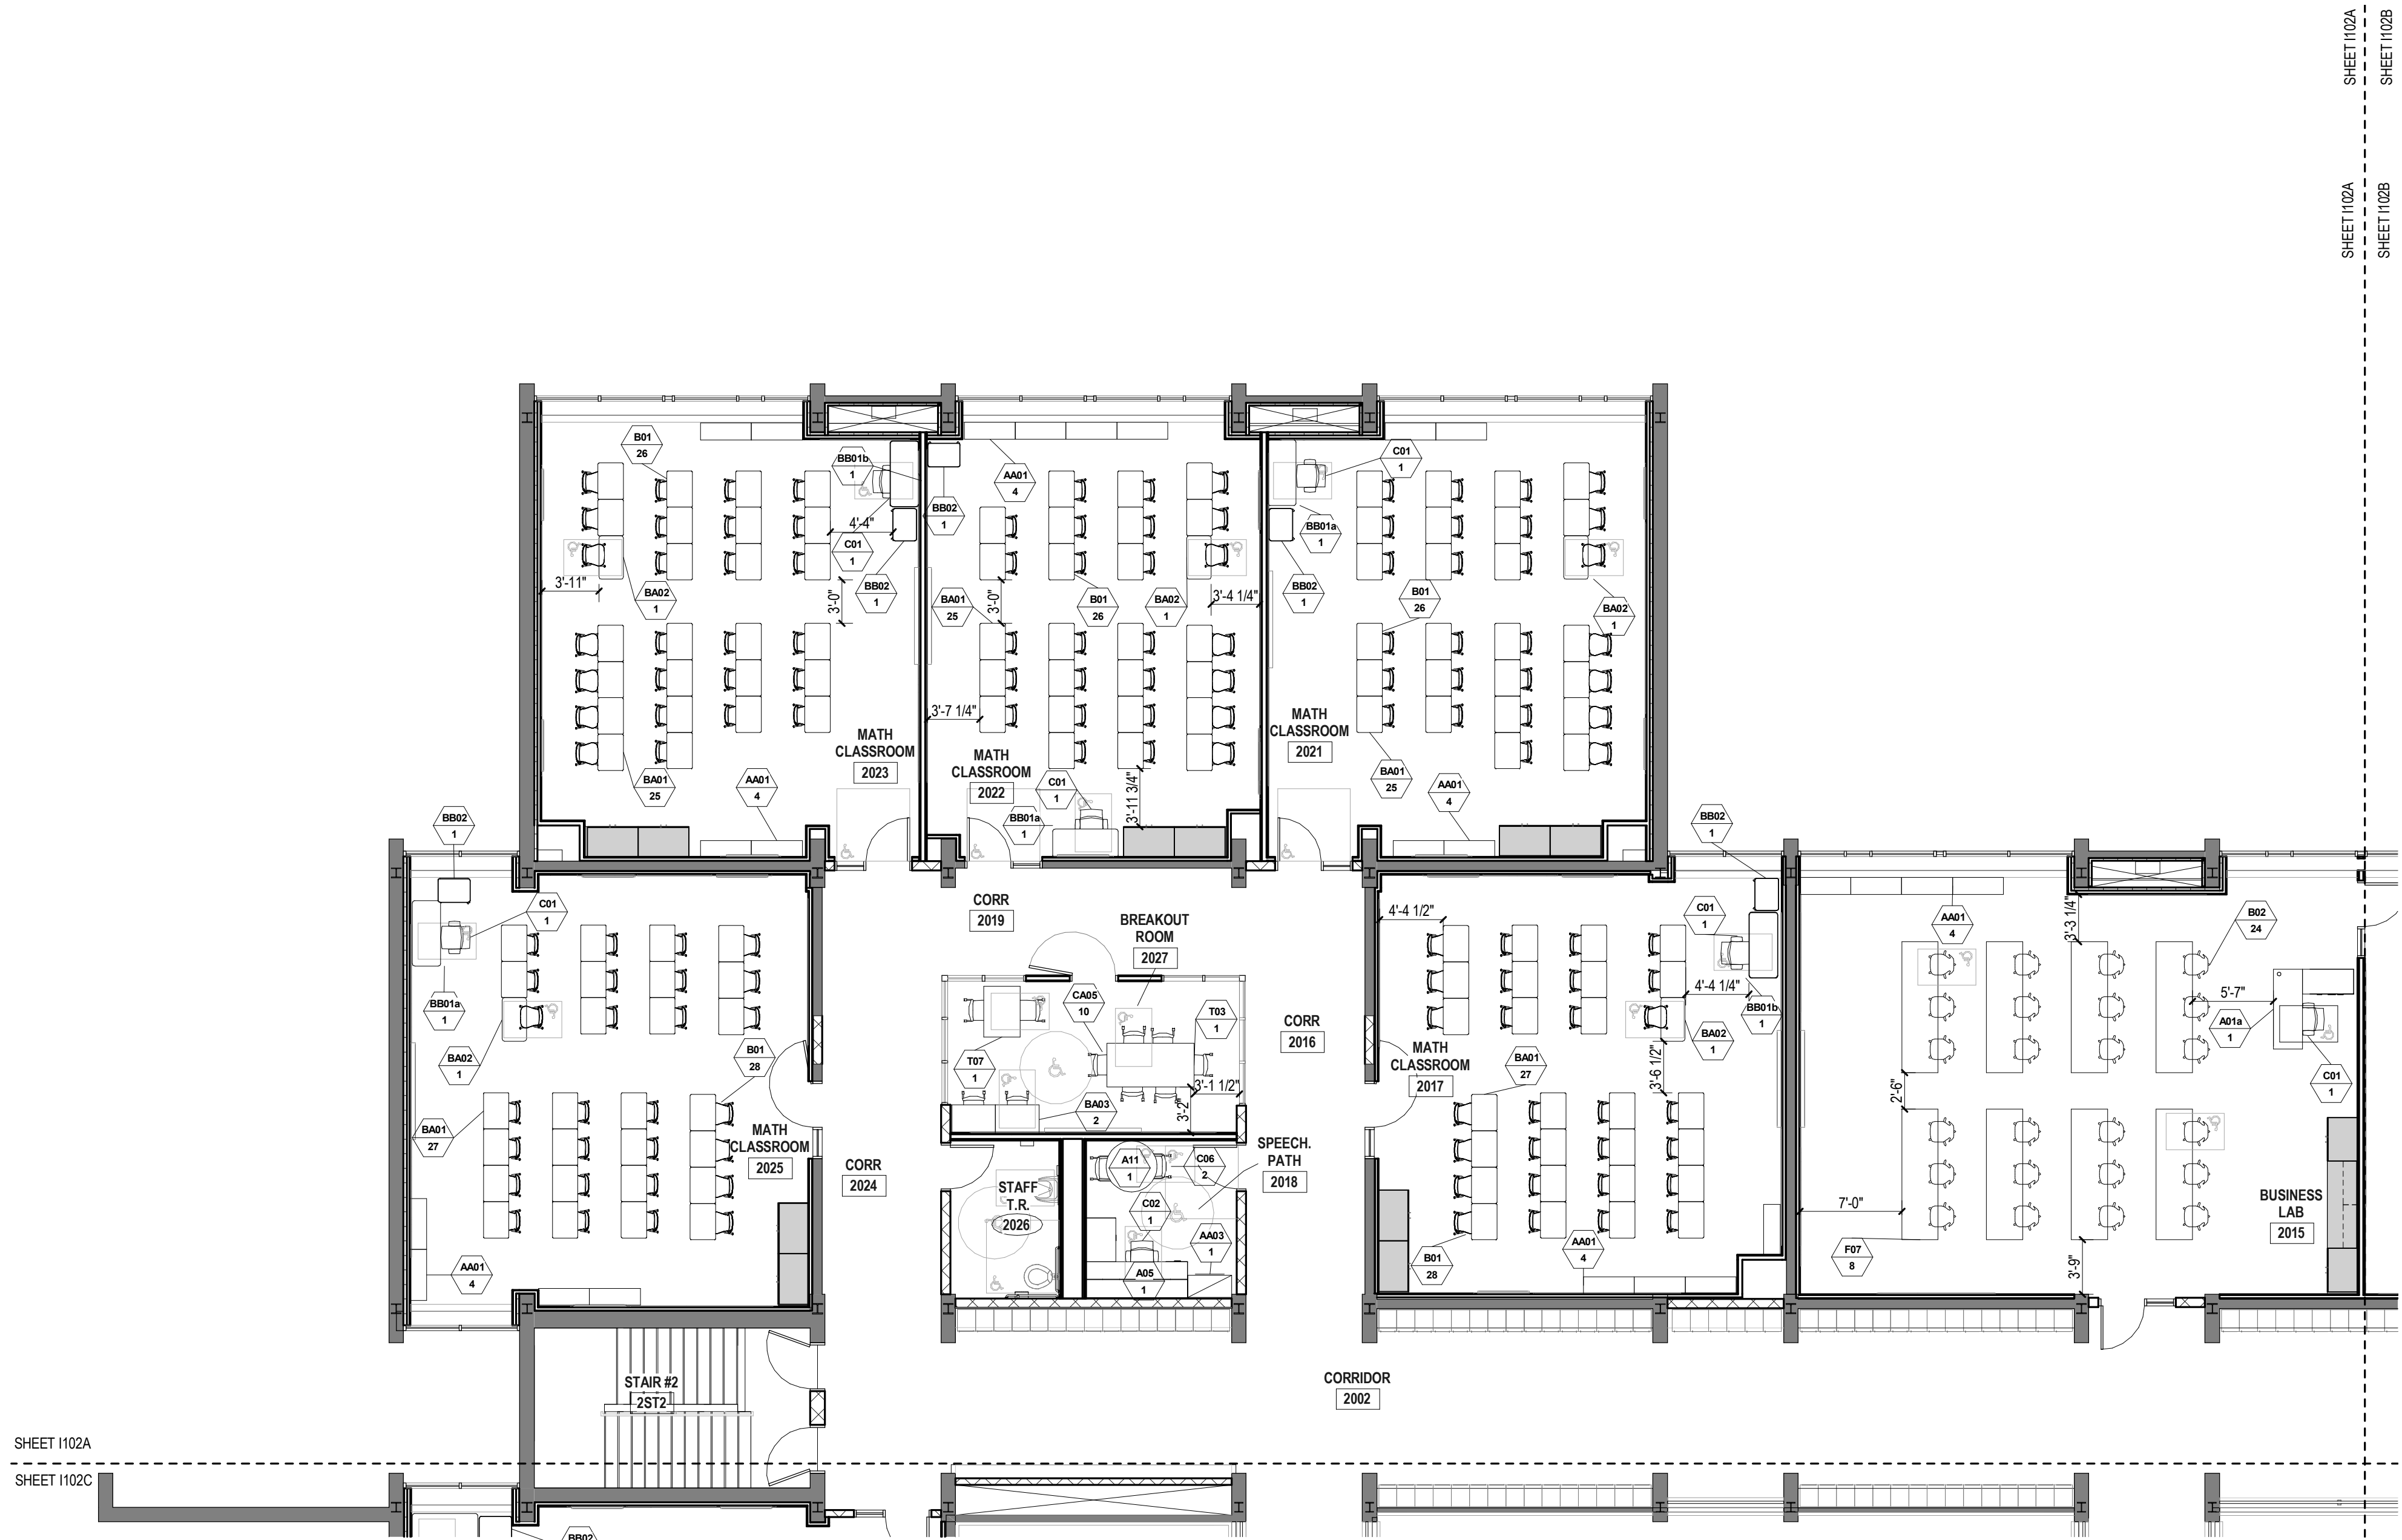 SHEET I102A
SHEET I102B
SHEET I102A
SHEET I102B
B01
26
BB01b
1
4'-4"
C01
1
BB02
1
3'-11"
BA02
1
3'-0"
BA01
25
AA01
4
MATH
CLASSROOM
2023
BB02
1
AA01
4
BA01
25
3'-0"
B01
26
BA02
1
3'-4 1/4"
3'-7 1/4"
MATH
CLASSROOM
2022
C01
1
BB01a
1
3'-11 3/4"
C01
1
BB01a
1
BB02
1
B01
26
BA02
1
MATH
CLASSROOM
2021
BA01
25
AA01
4
BB02
1
C01
1
BB01a
1
BA02
1
B01
28
BA01
27
MATH
CLASSROOM
2025
AA01
4
CORR
2019
BREAKOUT
ROOM
2027
CA05
10
T03
1
T07
1
BA03
2
3'-1 1/2"
3'-2"
CORR
2016
CORR
2024
STAFF
T.R.
2026
A11
1
C06
2
SPEECH.
PATH
2018
C02
1
AA03
1
A05
1
BB02
1
4'-4 1/2"
C01
1
4'-4 1/4"
BB01b
1
BA02
1
MATH
CLASSROOM
2017
BA01
27
3'-6 1/2"
AA01
4
B01
28
AA01
4
3'-3 1/4"
B02
24
5'-7"
A01a
1
C01
1
2'-6"
7'-0"
F07
8
3'-9"
BUSINESS
LAB
2015
STAIR #2
2ST2
CORRIDOR
2002
SHEET I102A
SHEET I102C
BB02